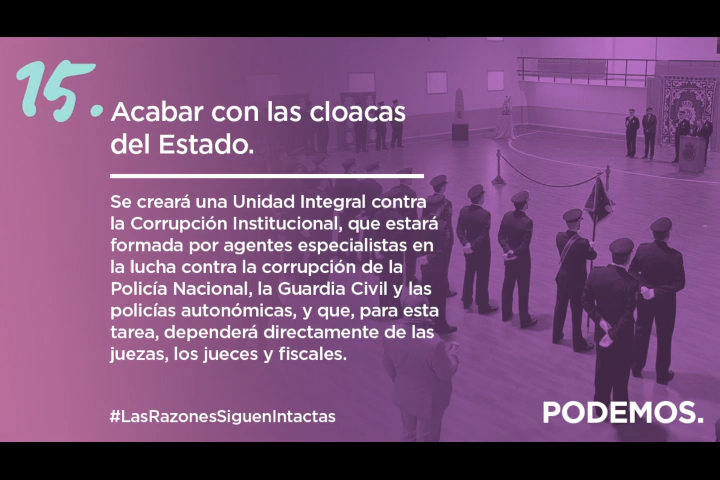 15.
Acabar con las cloacas
del Estado.
Se creará una Unidad Integral contra
la Corrupción Institucional, que estará
formada por agentes especialistas en
la lucha contra la corrupción de la
Policía Nacional, la Guardia Civil y las
policías autonómicas, y que, para esta
tarea, dependerá directamente de las
juezas, los jueces y fiscales.
#LasRazonesSiguenIntactas
PODEMOS.